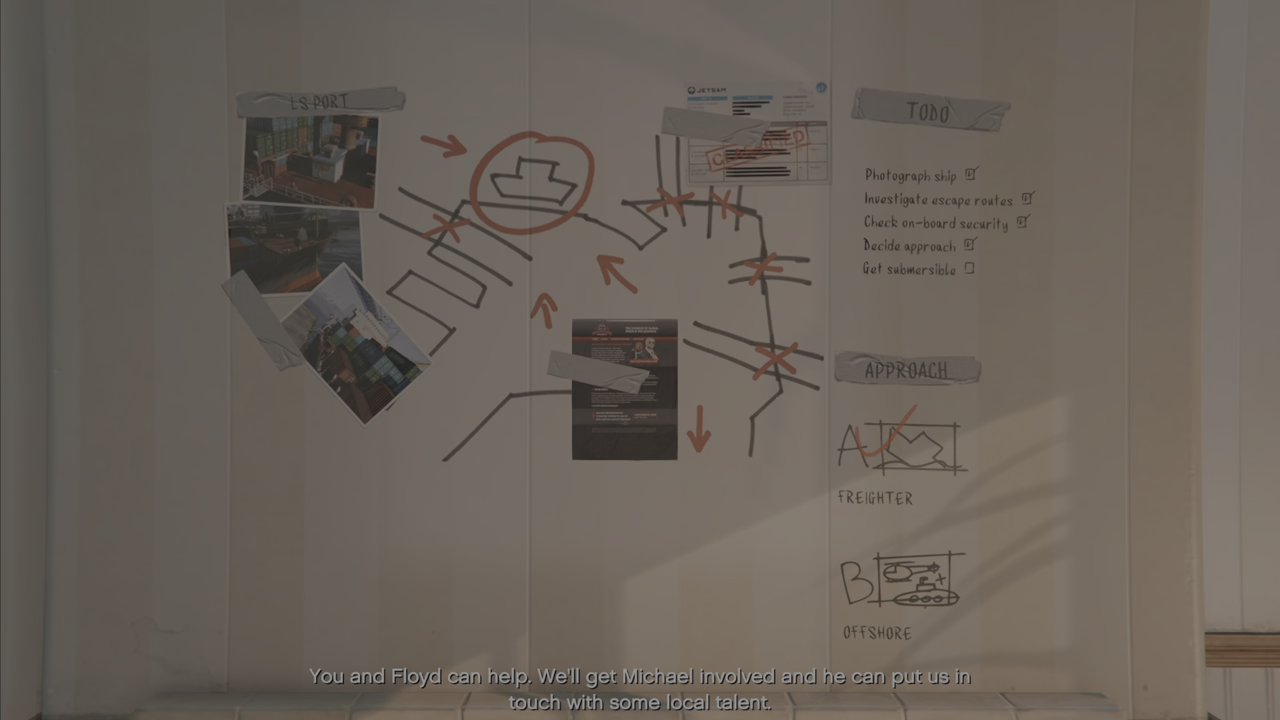 LS PORT
JETSAM
CLASSIFIED
TODO
Photograph ship
Investigate escape routes
Check on-board security
Decide approach
Get submersible
APPROACH
A
FREIGHTER
B
OFFSHORE
You and Floyd can help. We'll get Michael involved and he can put us in
touch with some local talent.